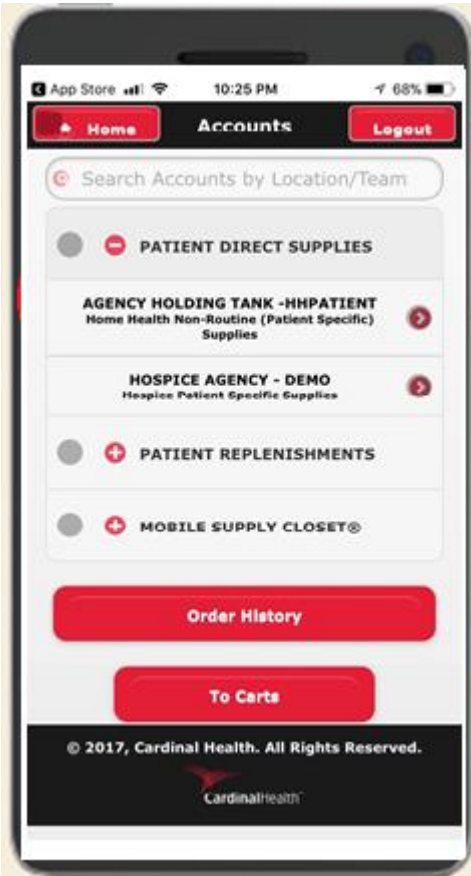 App Store 10:25 PM 68%
Home Accounts Logout
Search Accounts by Location/Team
PATIENT DIRECT SUPPLIES
AGENCY HOLDING TANK -HHPATIENT
Home Health Non-Routine (Patient Specific)
Supplies
HOSPICE AGENCY - DEMO
Hospice Patient Specific Supplies
PATIENT REPLENISHMENTS
MOBILE SUPPLY CLOSET®
Order History
To Carts
© 2017, Cardinal Health. All Rights Reserved.
CardinalHealth™